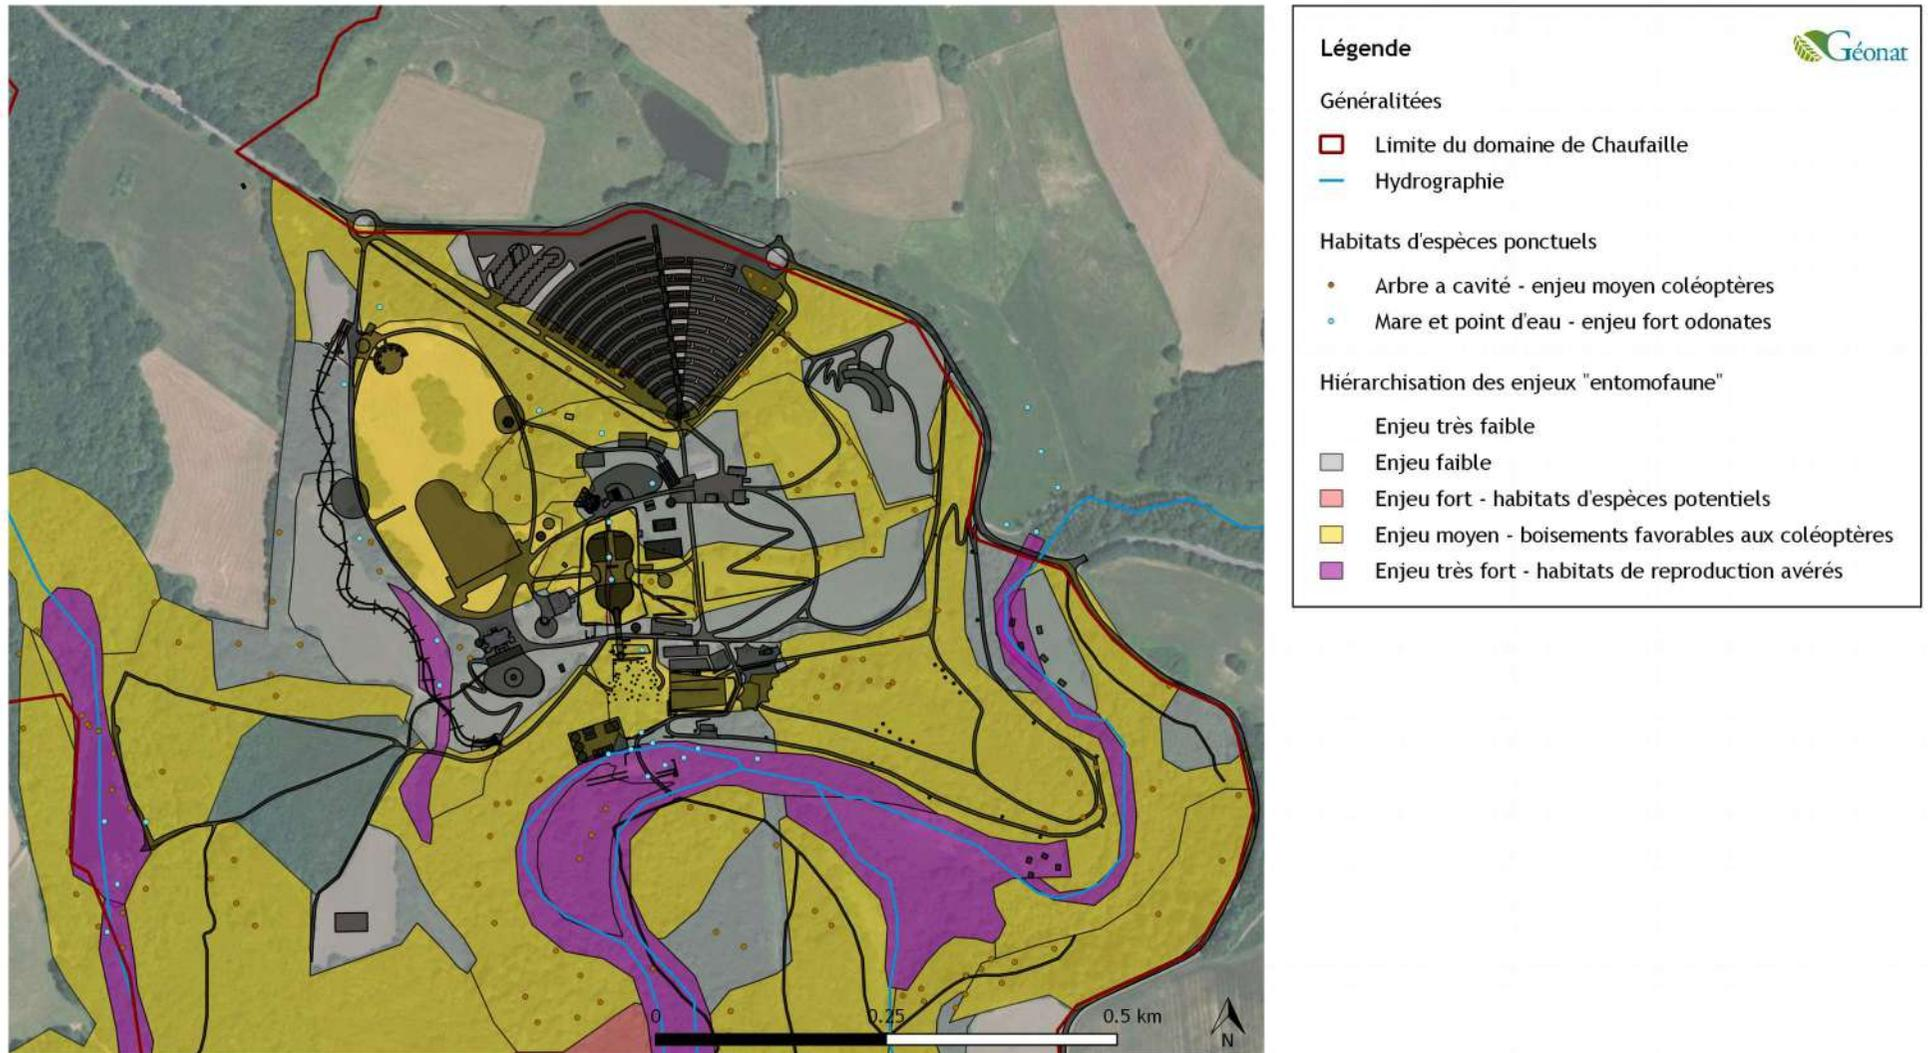 Légende
Géonat
Généralitées
Limite du domaine de Chaufaille
Hydrographie
Habitats d'espèces ponctuels
Arbre a cavité - enjeu moyen coléoptères
Mare et point d'eau - enjeu fort odonates
Hiérarchisation des enjeux "entomofaune"
Enjeu très faible
Enjeu faible
Enjeu fort - habitats d'espèces potentiels
Enjeu moyen - boisements favorables aux coléoptères
Enjeu très fort - habitats de reproduction avérés
0 0.25 0.5 km
N